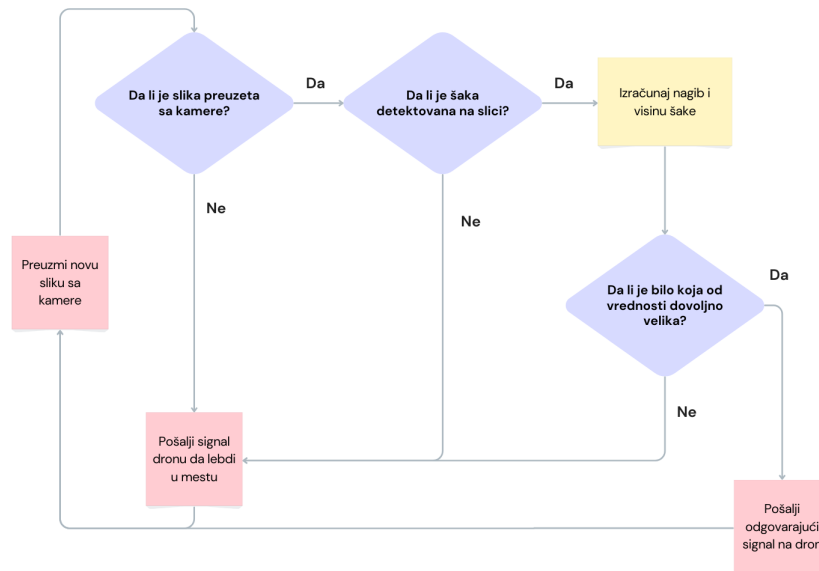 Da li je slika preuzeta
sa kamere?
Da
Da li je šaka
detektovana na slici?
Da
Izračunaj nagib i
visinu šake
Ne
Ne
Preuzmi novu
sliku sa
kamere
Da li je bilo koja od
vrednosti dovoljno
velika?
Da
Ne
Pošalji signal
dronu da lebdi
u mestu
Pošalji
odgovarajući
signal na dron